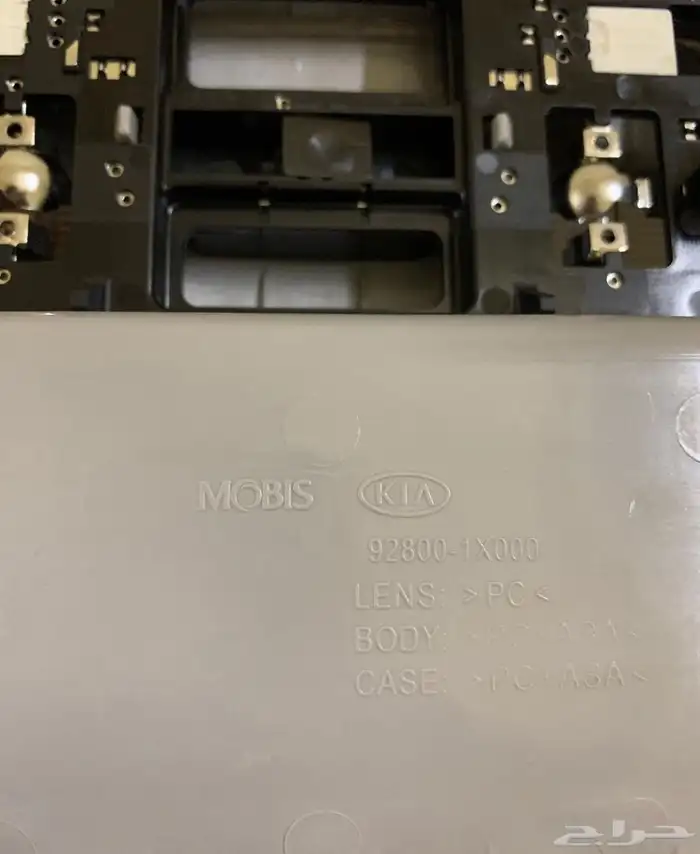 MOBIS KIA
92800-1X000
LENS: >PC<
BODY:
CASE:
حراج